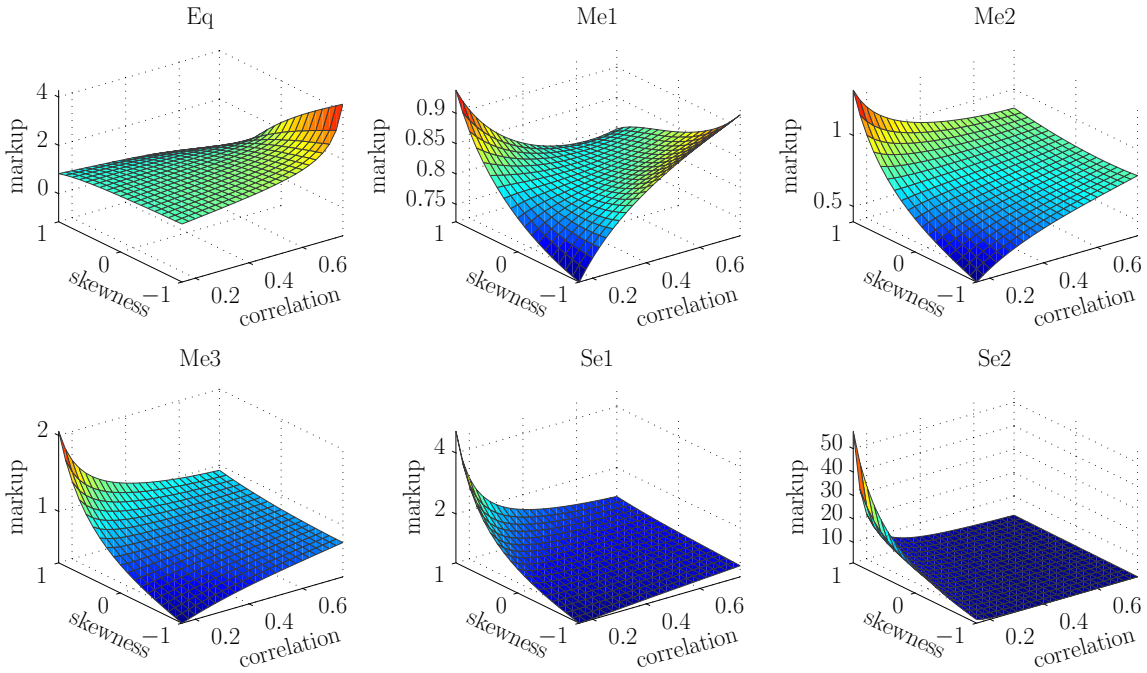 Eq
Me1
Me2
4
2
0
markup
1
0
−1
skewness
0.2
0.4
0.6
correlation
0.9
0.85
0.8
0.75
markup
1
0
−1
skewness
0.2
0.4
0.6
correlation
1
0.5
markup
1
0
−1
skewness
0.2
0.4
0.6
correlation
Me3
Se1
Se2
2
1
markup
1
0
−1
skewness
0.2
0.4
0.6
correlation
4
2
markup
1
0
−1
skewness
0.2
0.4
0.6
correlation
50
40
30
20
10
markup
1
0
−1
skewness
0.2
0.4
0.6
correlation